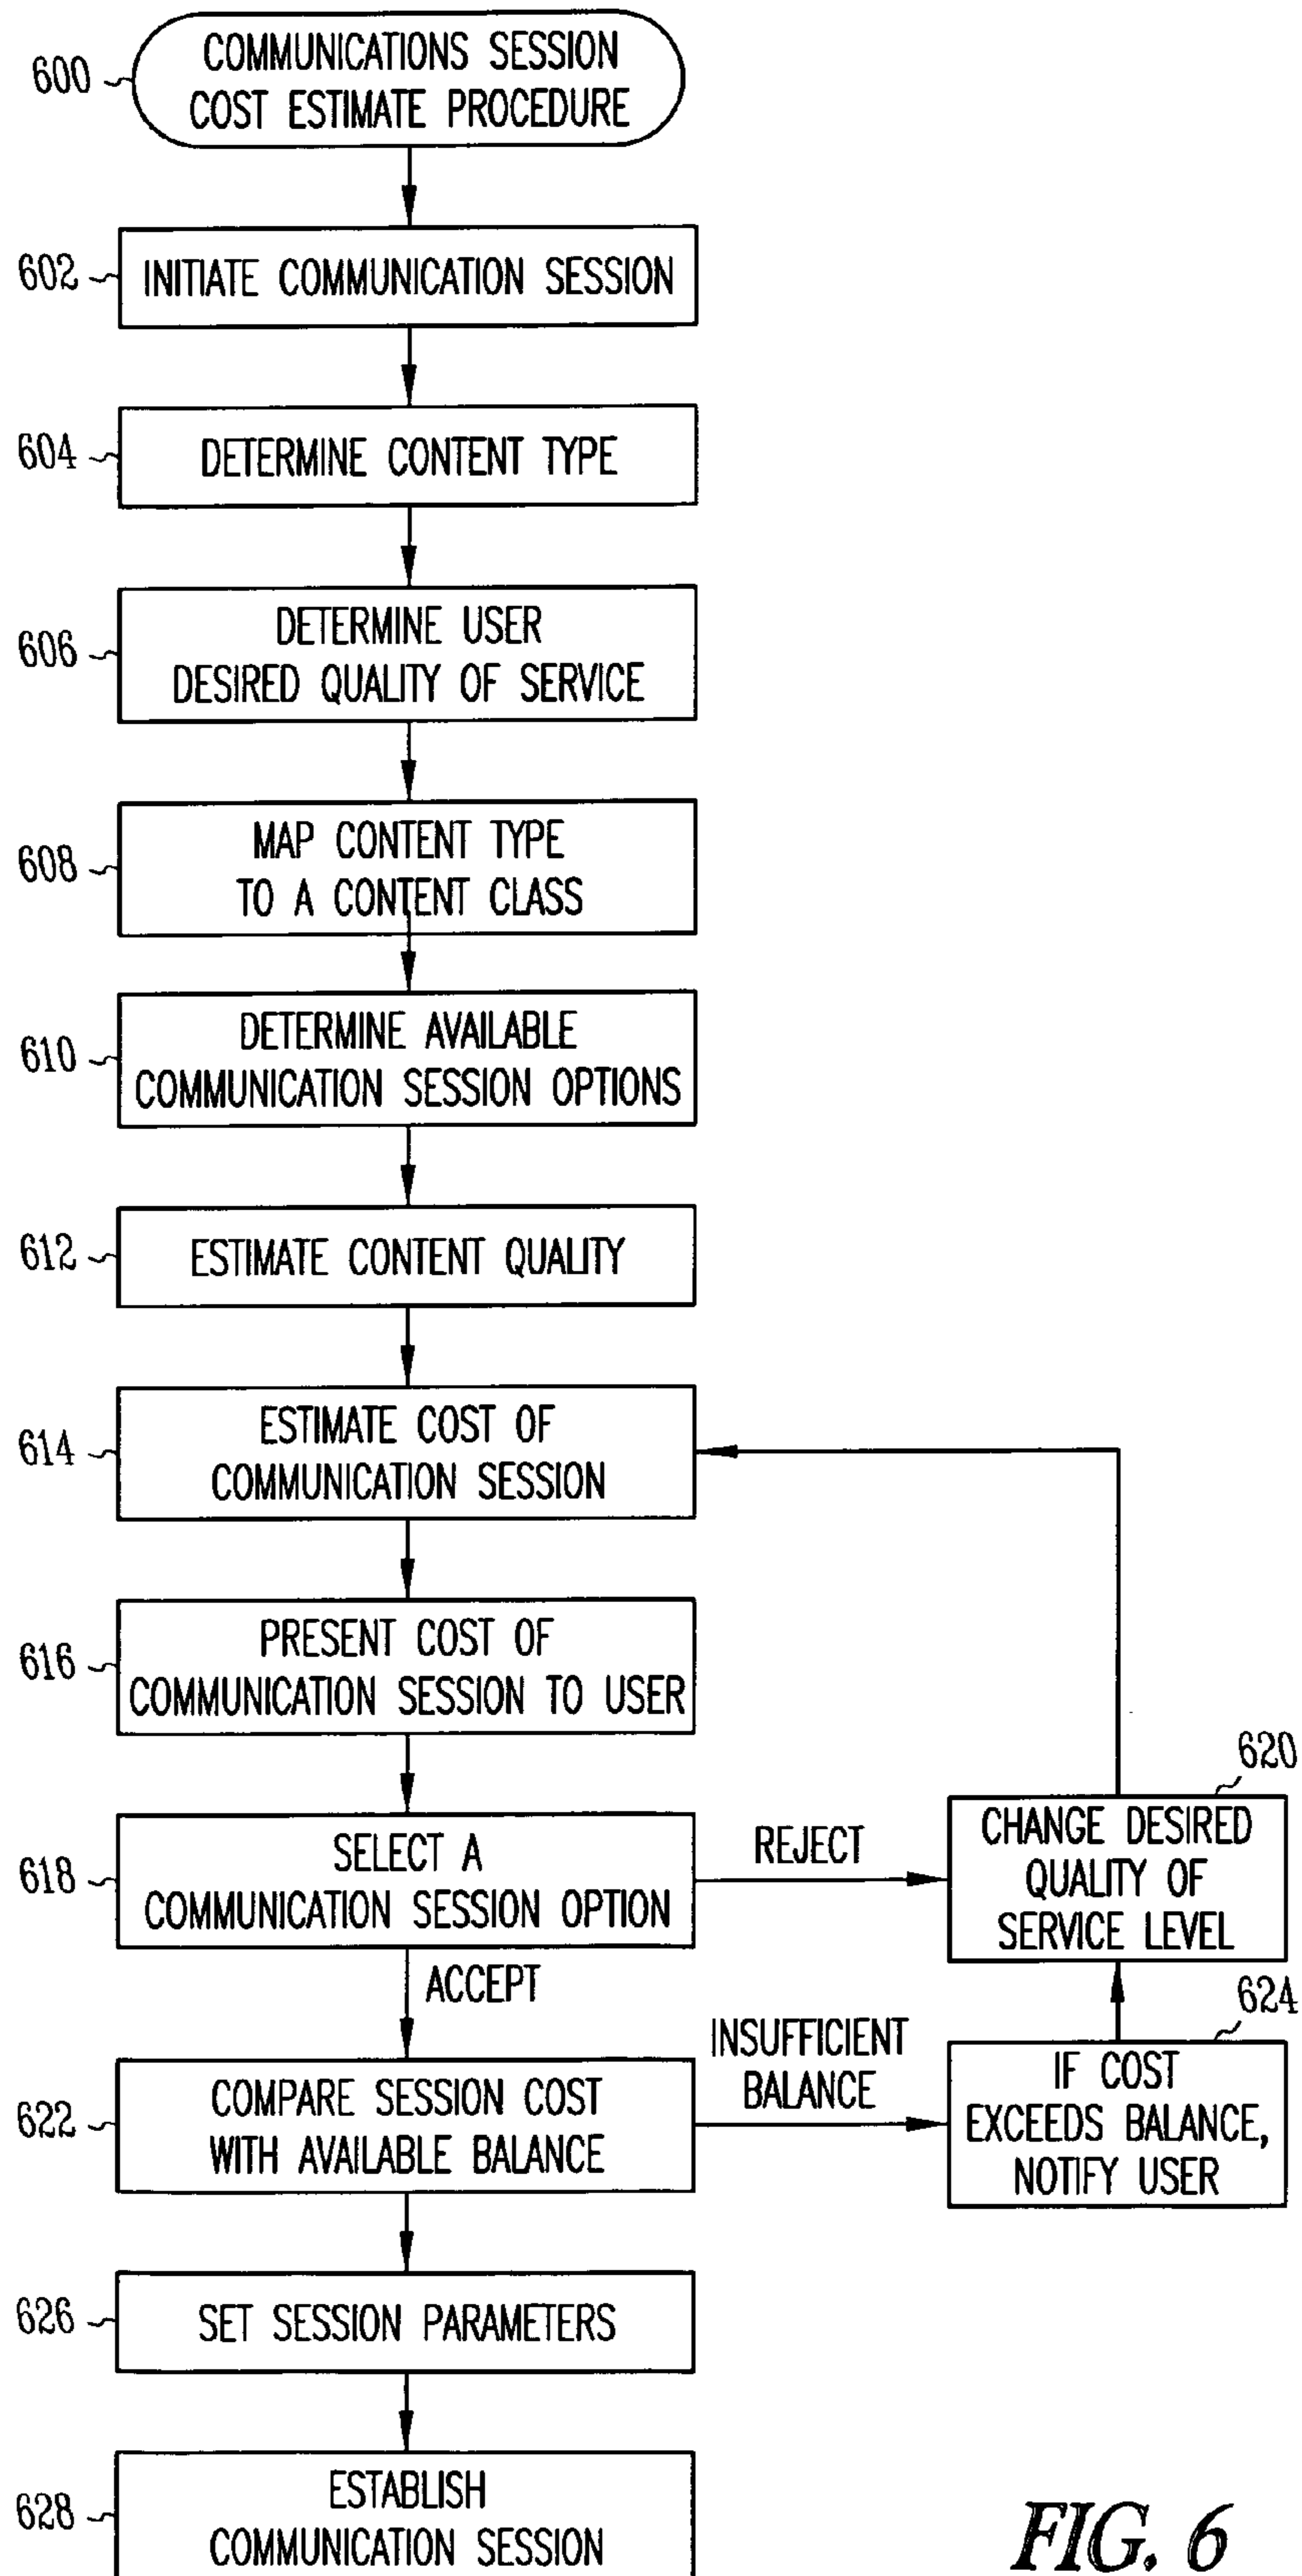 600
COMMUNICATIONS SESSION
COST ESTIMATE PROCEDURE
602
INITIATE COMMUNICATION SESSION
604
DETERMINE CONTENT TYPE
606
DETERMINE USER
DESIRED QUALITY OF SERVICE
608
MAP CONTENT TYPE
TO A CONTENT CLASS
610
DETERMINE AVAILABLE
COMMUNICATION SESSION OPTIONS
612
ESTIMATE CONTENT QUALITY
614
ESTIMATE COST OF
COMMUNICATION SESSION
616
PRESENT COST OF
COMMUNICATION SESSION TO USER
618
SELECT A
COMMUNICATION SESSION OPTION
REJECT
620
CHANGE DESIRED
QUALITY OF
SERVICE LEVEL
ACCEPT
622
COMPARE SESSION COST
WITH AVAILABLE BALANCE
INSUFFICIENT
BALANCE
624
IF COST
EXCEEDS BALANCE,
NOTIFY USER
626
SET SESSION PARAMETERS
628
ESTABLISH
COMMUNICATION SESSION
FIG. 6